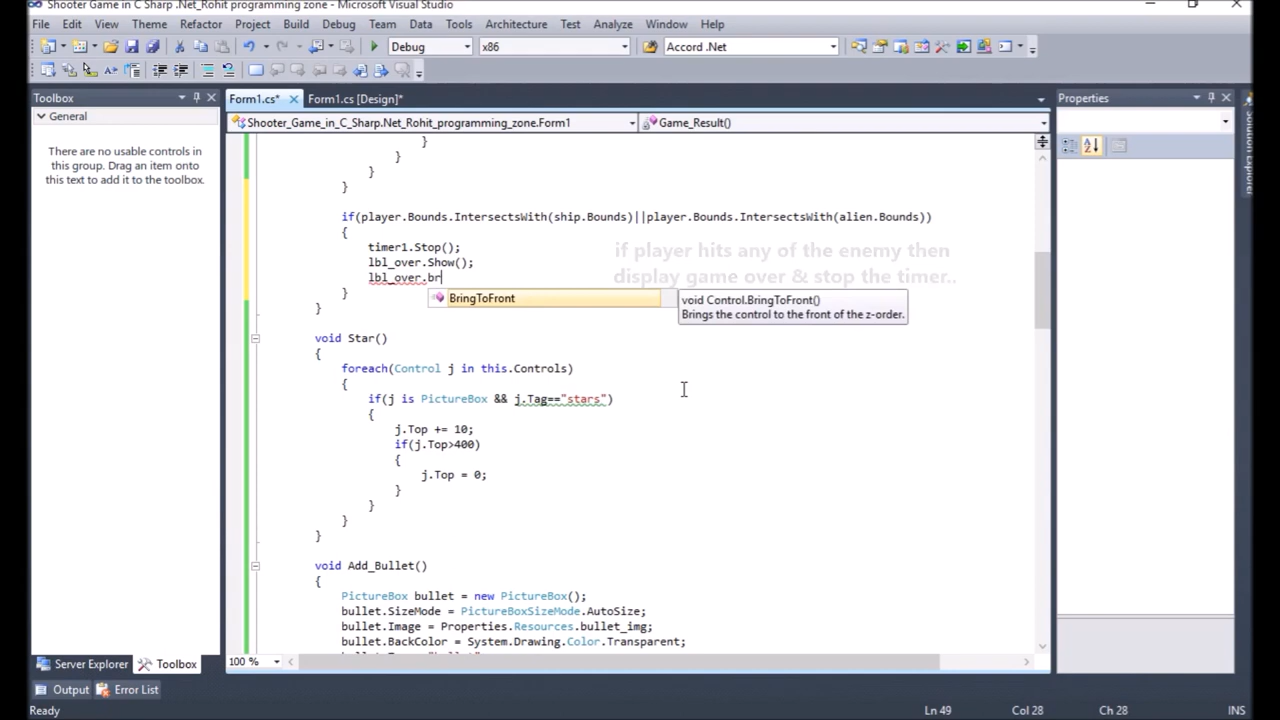 Shooter Game in C Sharp .Net_Rohit programming zone - Microsoft Visual Studio
File Edit View Theme Refactor Project Build Debug Team Data Tools Architecture Test Analyze Window Help
Debug x86 Accord .Net
Toolbox
General
There are no usable controls in
this group. Drag an item onto
this text to add it to the toolbox.
Server Explorer Toolbox
Form1.cs* Form1.cs [Design]*
Shooter_Game_in_C_Sharp.Net_Rohit_programming_zone.Form1 Game_Result()
}
}
}
}
if(player.Bounds.IntersectsWith(ship.Bounds)||player.Bounds.IntersectsWith(alien.Bounds))
{
timer1.Stop();
lbl_over.Show();
lbl_over.br
}
}
if player hits any of the enemy then
display game over & stop the timer..
BringToFront
void Control.BringToFront()
Brings the control to the front of the z-order.
void Star()
{
foreach(Control j in this.Controls)
{
if(j is PictureBox && j.Tag=="stars")
{
j.Top += 10;
if(j.Top>400)
{
j.Top = 0;
}
}
}
}
void Add_Bullet()
{
PictureBox bullet = new PictureBox();
bullet.SizeMode = PictureBoxSizeMode.AutoSize;
bullet.Image = Properties.Resources.bullet_img;
bullet.BackColor = System.Drawing.Color.Transparent;
100 %
Properties
Solution Explorer
Output Error List
Ready Ln 49 Col 28 Ch 28 INS